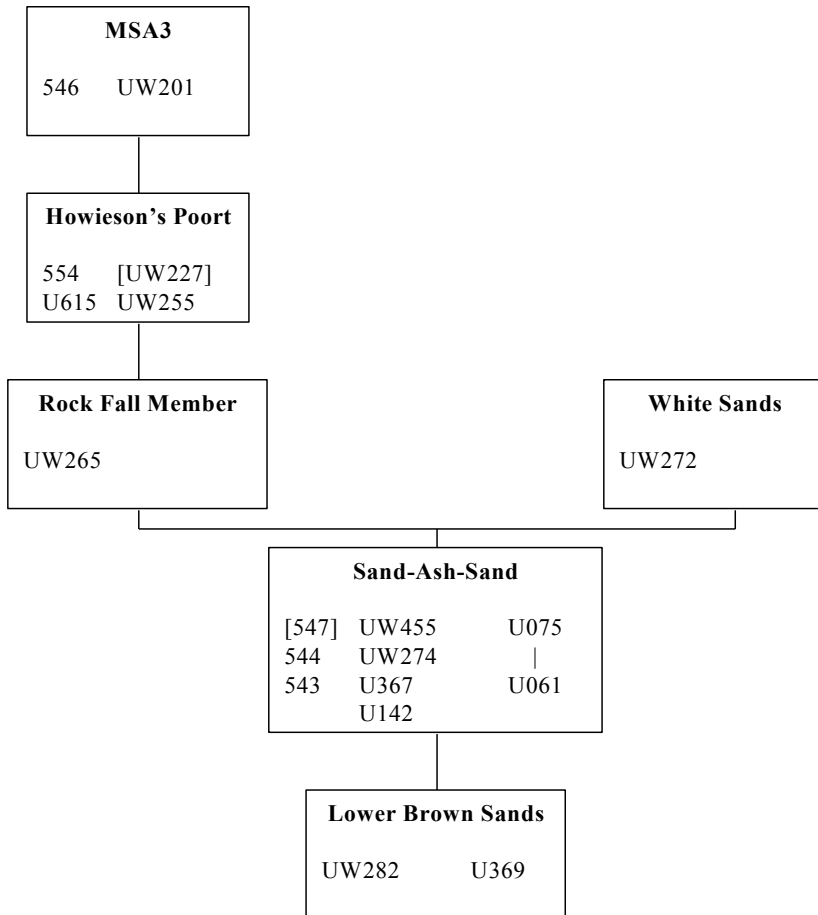 MSA3
546 UW201
Howieson's Poort
554 [UW227]
U615 UW255
Rock Fall Member
UW265
White Sands
UW272
Sand-Ash-Sand
[547] UW455 U075
544 UW274 |
543 U367 U061
U142
Lower Brown Sands
UW282 U369